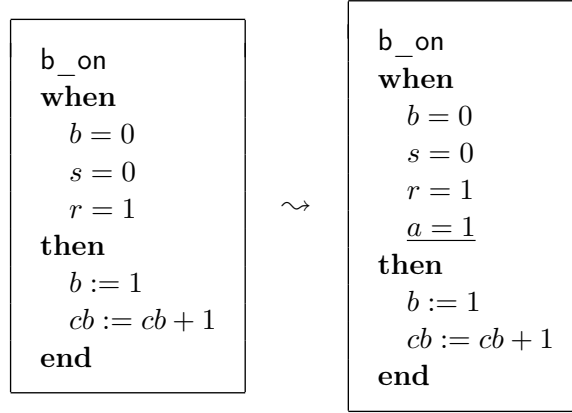 b_on
when
b = 0
s = 0
r = 1
then
b := 1
cb := cb + 1
end
⇝
b_on
when
b = 0
s = 0
r = 1
a = 1
then
b := 1
cb := cb + 1
end